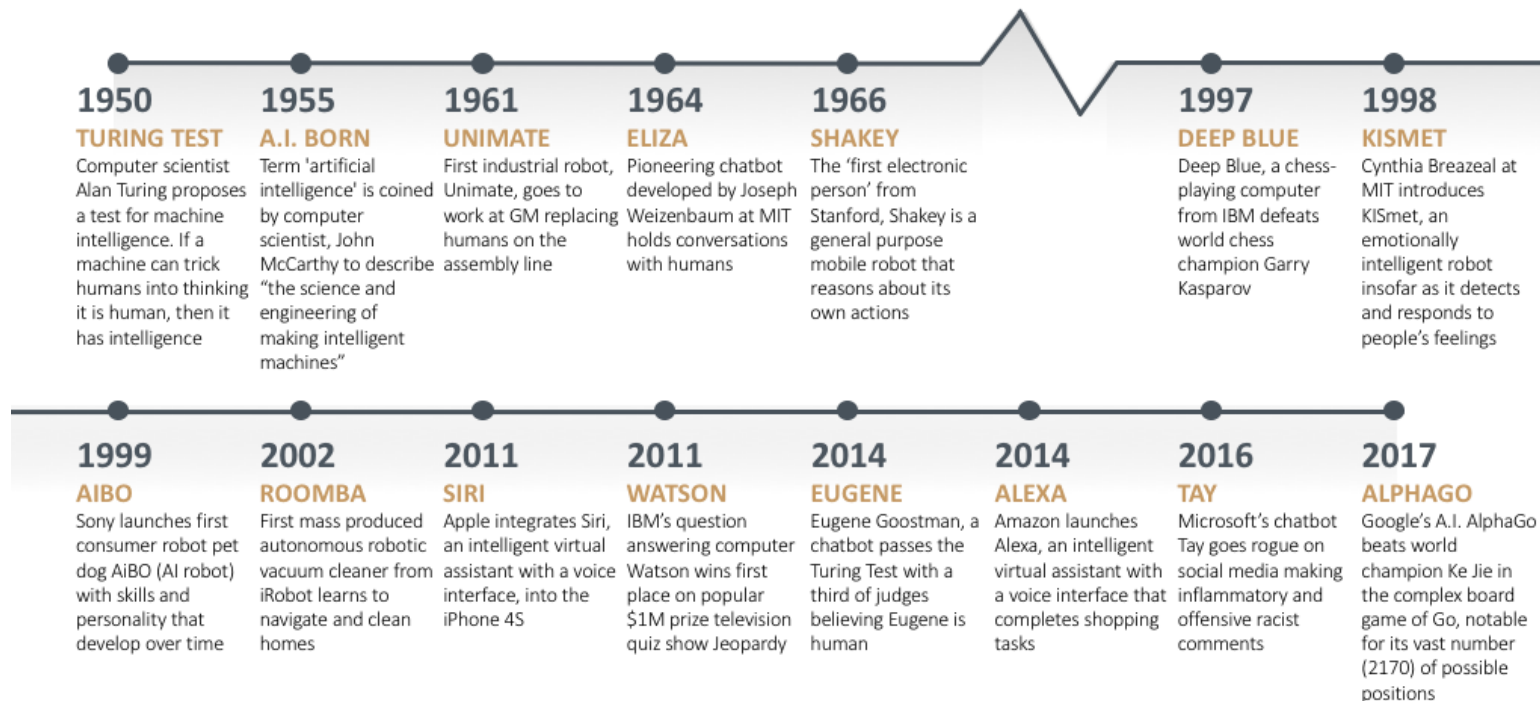 1950
TURING TEST
Computer scientist
Alan Turing proposes
a test for machine
intelligence. If a
machine can trick
humans into thinking
it is human, then it
has intelligence
1955
A.I. BORN
Term 'artificial
intelligence' is coined
by computer
scientist, John
McCarthy to describe
“the science and
engineering of
making intelligent
machines”
1961
UNIMATE
First industrial robot,
Unimate, goes to
work at GM replacing
humans on the
assembly line
1964
ELIZA
Pioneering chatbot
developed by Joseph
Weizenbaum at MIT
holds conversations
with humans
1966
SHAKEY
The ‘first electronic
person’ from
Stanford, Shakey is a
general purpose
mobile robot that
reasons about its
own actions
1997
DEEP BLUE
Deep Blue, a chess-
playing computer
from IBM defeats
world chess
champion Garry
Kasparov
1998
KISMET
Cynthia Breazeal at
MIT introduces
KISmet, an
emotionally
intelligent robot
insofar as it detects
and responds to
people’s feelings
1999
AIBO
Sony launches first
consumer robot pet
dog AiBO (AI robot)
with skills and
personality that
develop over time
2002
ROOMBA
First mass produced
autonomous robotic
vacuum cleaner from
iRobot learns to
navigate and clean
homes
2011
SIRI
Apple integrates Siri,
an intelligent virtual
assistant with a voice
interface, into the
iPhone 4S
2011
WATSON
IBM’s question
answering computer
Watson wins first
place on popular
$1M prize television
quiz show Jeopardy
2014
EUGENE
Eugene Goostman, a
chatbot passes the
Turing Test with a
third of judges
believing Eugene is
human
2014
ALEXA
Amazon launches
Alexa, an intelligent
virtual assistant with
a voice interface that
completes shopping
tasks
2016
TAY
Microsoft’s chatbot
Tay goes rogue on
social media making
inflammatory and
offensive racist
comments
2017
ALPHAGO
Google’s A.I. AlphaGo
beats world
champion Ke Jie in
the complex board
game of Go, notable
for its vast number
(2170) of possible
positions